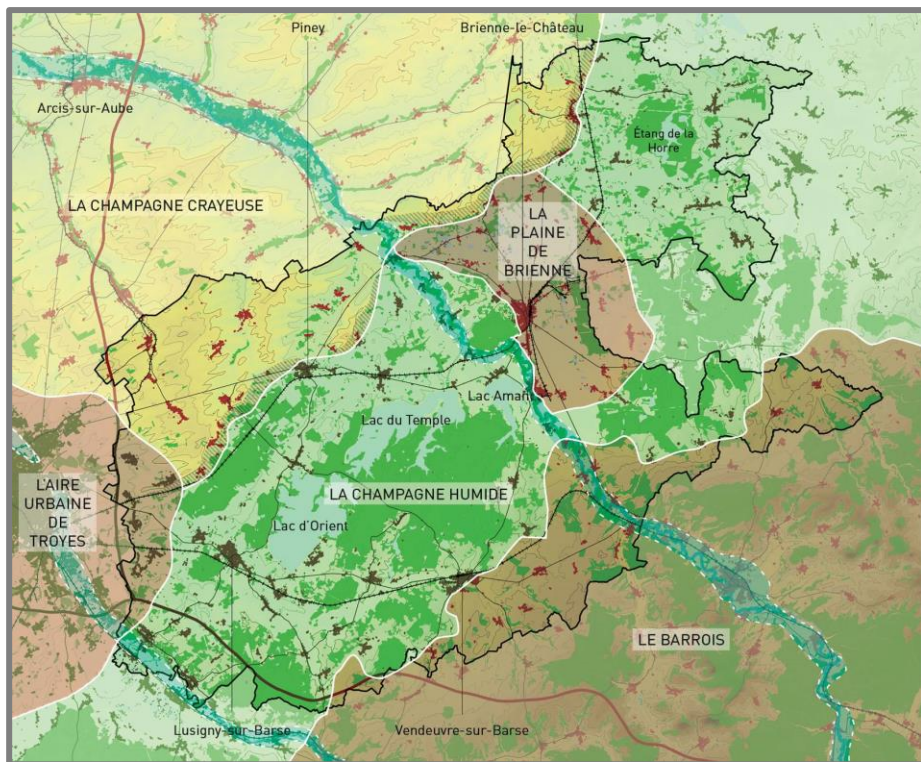 Piney
Brienne-le-Château
Arcis-sur-Aube
Étang de la
Horre
LA CHAMPAGNE CRAYEUSE
LA
PLAINE
DE
BRIENNE
Lac Amance
Lac du Temple
L'AIRE
URBAINE
DE
TROYES
LA CHAMPAGNE HUMIDE
Lac d'Orient
LE BARROIS
Lusigny-sur-Barse
Vendeuvre-sur-Barse